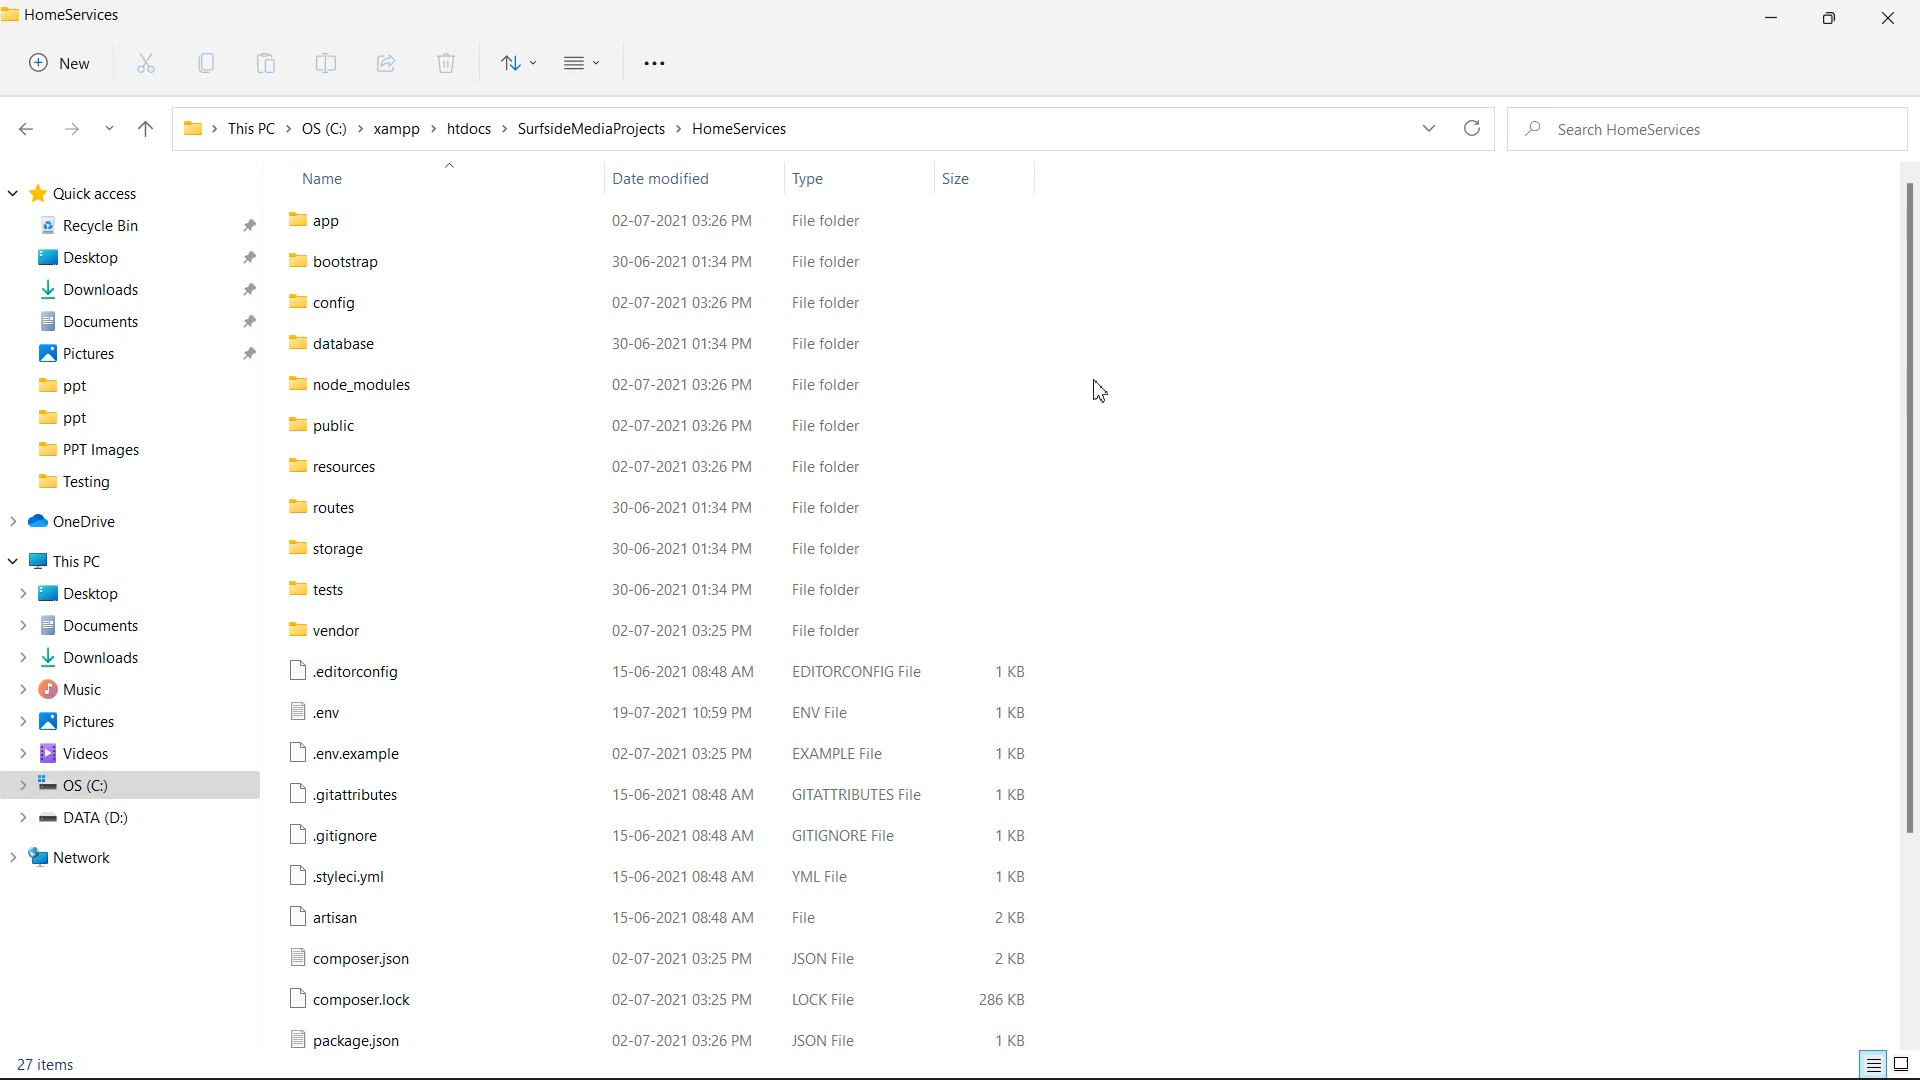 HomeServices
New
This PC > OS (C:) > xampp > htdocs > SurfsideMediaProjects > HomeServices
Search HomeServices
Quick access
Recycle Bin
Desktop
Downloads
Documents
Pictures
ppt
ppt
PPT Images
Testing
OneDrive
This PC
Desktop
Documents
Downloads
Music
Pictures
Videos
OS (C:)
DATA (D:)
Network
Name Date modified Type Size
app 02-07-2021 03:26 PM File folder
bootstrap 30-06-2021 01:34 PM File folder
config 02-07-2021 03:26 PM File folder
database 30-06-2021 01:34 PM File folder
node_modules 02-07-2021 03:26 PM File folder
public 02-07-2021 03:26 PM File folder
resources 02-07-2021 03:26 PM File folder
routes 30-06-2021 01:34 PM File folder
storage 30-06-2021 01:34 PM File folder
tests 30-06-2021 01:34 PM File folder
vendor 02-07-2021 03:25 PM File folder
.editorconfig 15-06-2021 08:48 AM EDITORCONFIG File 1 KB
.env 19-07-2021 10:59 PM ENV File 1 KB
.env.example 02-07-2021 03:25 PM EXAMPLE File 1 KB
.gitattributes 15-06-2021 08:48 AM GITATTRIBUTES File 1 KB
.gitignore 15-06-2021 08:48 AM GITIGNORE File 1 KB
.styleci.yml 15-06-2021 08:48 AM YML File 1 KB
artisan 15-06-2021 08:48 AM File 2 KB
composer.json 02-07-2021 03:25 PM JSON File 2 KB
composer.lock 02-07-2021 03:25 PM LOCK File 286 KB
package.json 02-07-2021 03:26 PM JSON File 1 KB
27 items